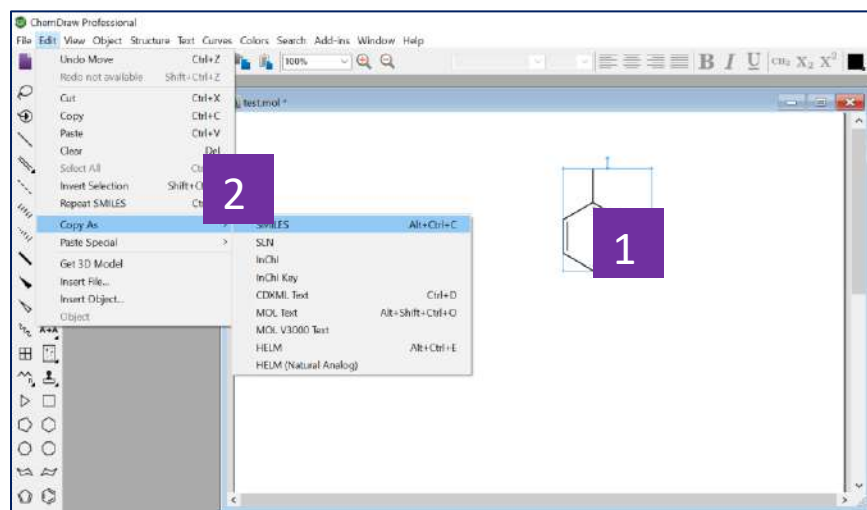 ChemDraw Professional
File Edit View Object Structure Text Curves Colors Search Add-ins Window Help
100%
B I U CH₂ X₂ X²
Undo Move Ctrl+Z
Redo not available Shift+Ctrl+Z
Cut Ctrl+X
Copy Ctrl+C
Paste Ctrl+V
Clear Del
Select All
Invert Selection
Repeat SMILES
Copy As
Paste Special
Get 3D Model
Insert File...
Insert Object...
Object
test.mol *
2
1
SMILES Alt+Ctrl+C
SLN
InChI
InChI Key
CDXML Text Ctrl+D
MOL Text Alt+Shift+Ctrl+O
MOL V3000 Text
HELM Alt+Ctrl+E
HELM (Natural Analog)